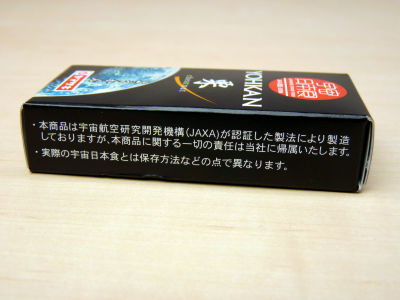 YOHKAN
・本商品は宇宙航空研究開発機構(JAXA)が認証した製法により製造
しておりますが、本商品に関する一切の責任は当社に帰属いたします。
・実際の宇宙日本食とは保存方法などの点で異なります。